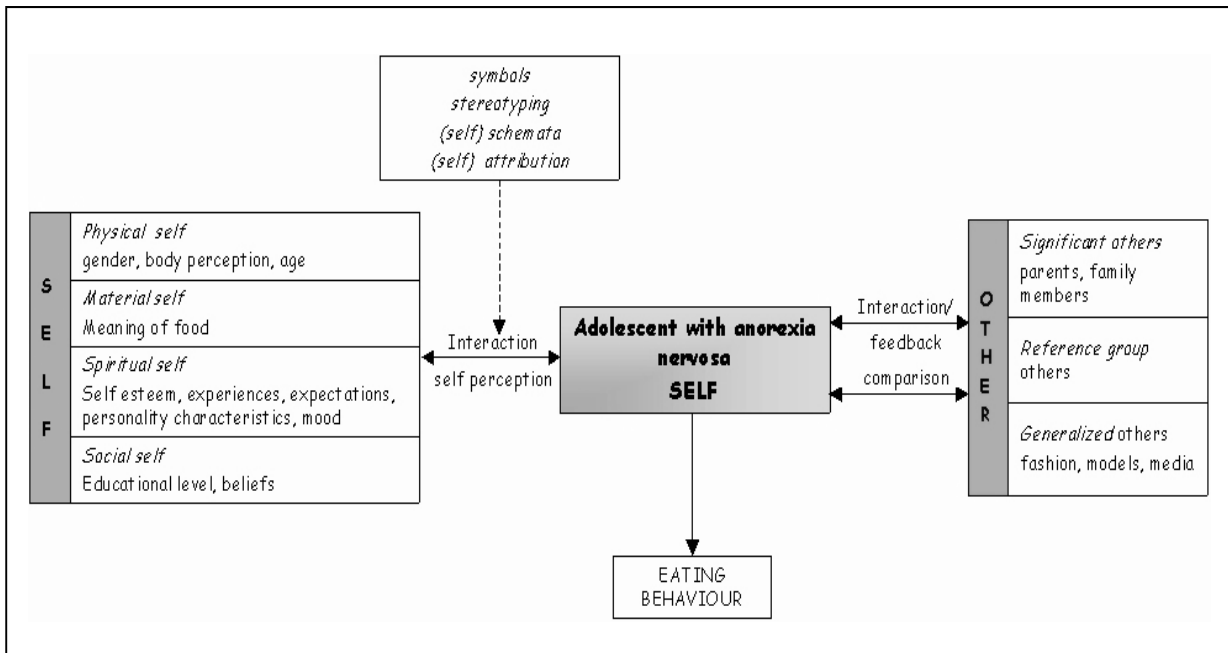 symbols
stereotyping
(self) schemata
(self) attribution
SELF
Physical self
gender, body perception, age
Material self
Meaning of food
Spiritual self
Self esteem, experiences, expectations,
personality characteristics, mood
Social self
Educational level, beliefs
Interaction
self perception
Adolescent with anorexia
nervosa
SELF
Interaction/
feedback
comparison
OTHER
Significant others
parents, family
members
Reference group
others
Generalized others
fashion, models, media
EATING
BEHAVIOUR